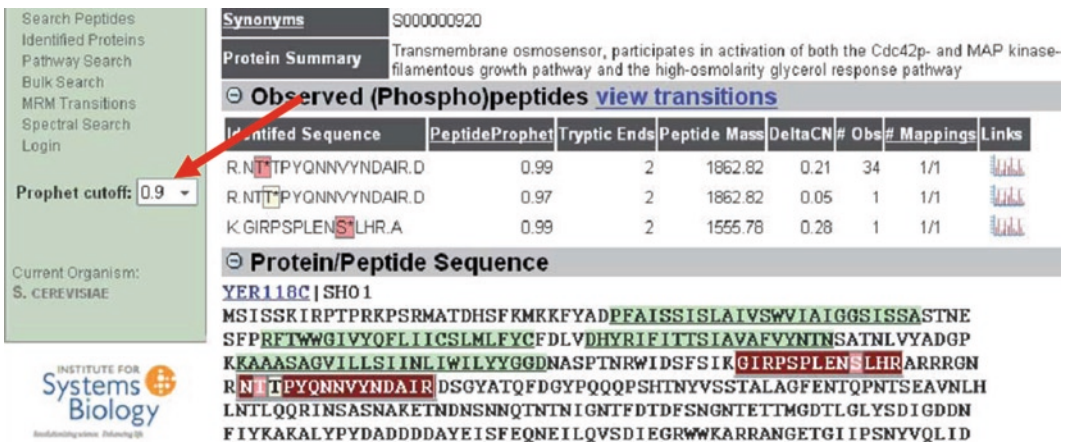 Search Peptides
Identified Proteins
Pathway Search
Bulk Search
MRM Transitions
Spectral Search
Login
Prophet cutoff: 0.9
Current Organism:
S. CEREVISIAE
INSTITUTE FOR
Systems
Biology
Revolutionizing science. Enhancing life.
Synonyms S000000920
Protein Summary Transmembrane osmosensor, participates in activation of both the Cdc42p- and MAP kinase-
filamentous growth pathway and the high-osmolarity glycerol response pathway
Observed (Phospho)peptides view transitions
Identifed Sequence PeptideProphet Tryptic Ends Peptide Mass DeltaCN # Obs # Mappings Links
R.NT*TPYQNNVYNDAIR.D 0.99 2 1862.82 0.21 34 1/1
R.NTT*PYQNNVYNDAIR.D 0.97 2 1862.82 0.05 1 1/1
K.GIRPSPLENS*LHR.A 0.99 2 1555.78 0.28 1 1/1
Protein/Peptide Sequence
YER118C | SHO1
MSISSKIRPTPRKPSRMATDHSFKMKKFYADPFAISSISLAIVSWVIAIGGSISSASTNE
SFPRFTWWGIVYQFLIICSLMLFYCFDLVDHYRIFITTSIAVAFVYNTNSATNLVYADGP
KKAAASAGVILLSIINLIWILYYGGDNASPTNRWIDSFSIKGIRPSPLENSLHRARRRGN
RNTTPYQNNVYNDAIRDSGYATQFDGYPQQQPSHTNYVSSTALAGFENTQPNTSEAVNLH
LNTLQQRINSASNAKETNDNSNNQTNTNIGNTFDTDFSNGNTETTMGDTLGLYSDIGDDN
FIYKAKALYPYDADDDDAYEISFEQNEILQVSDIEGRWWKARRANGETGIIPSNYVQLID